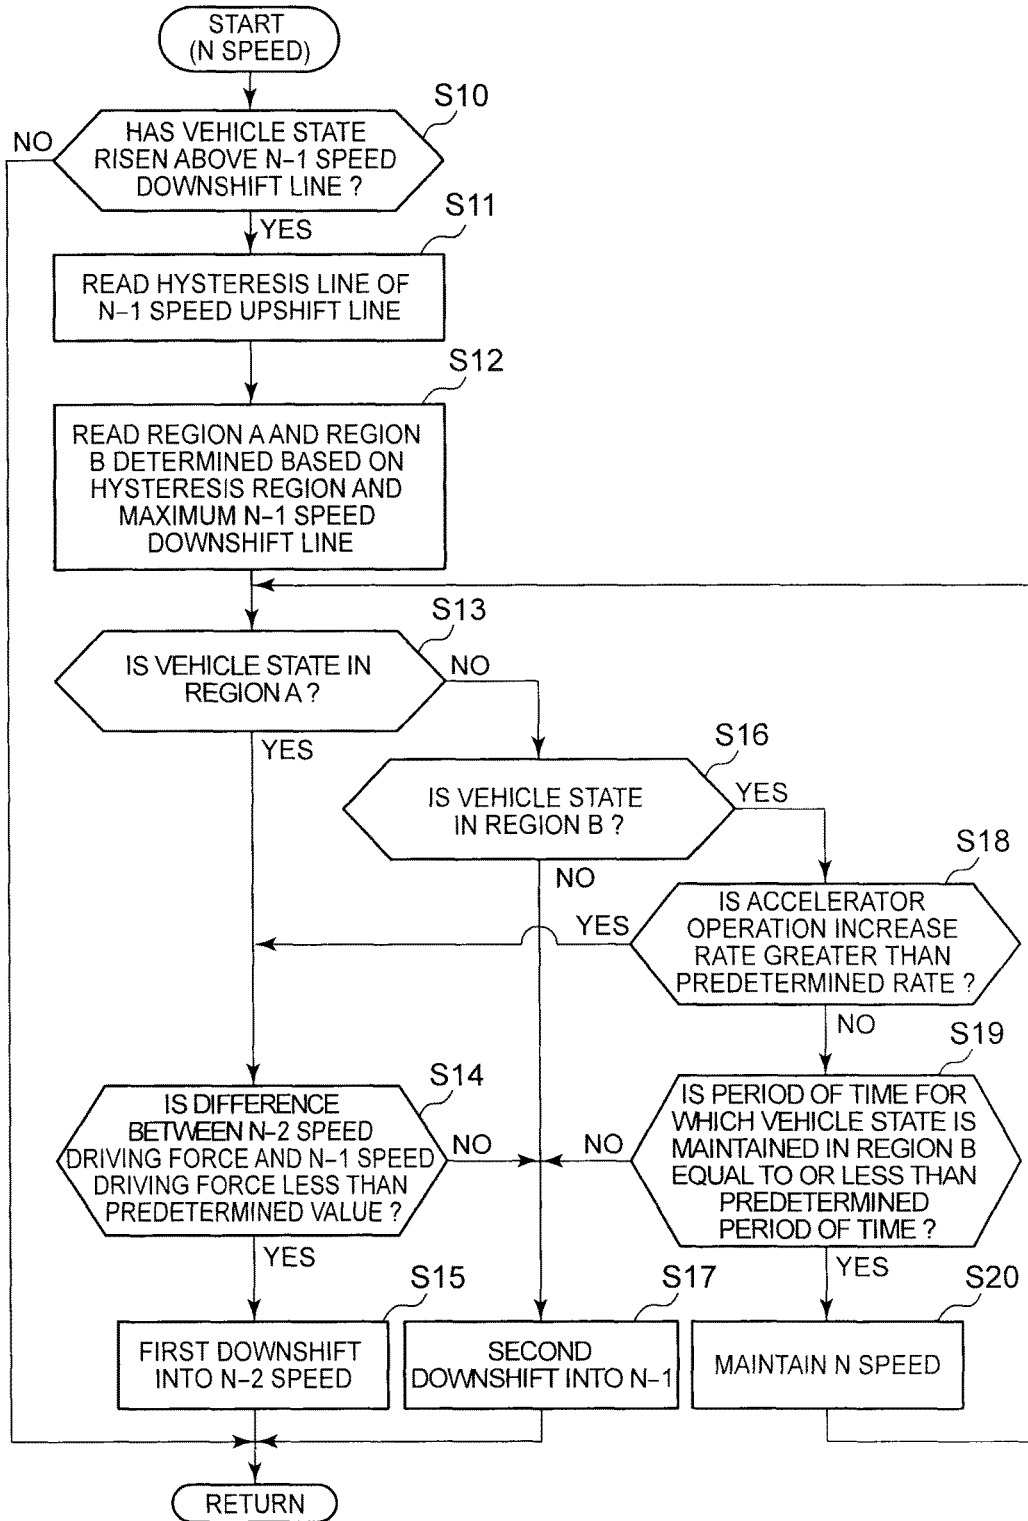 START
(N SPEED)
S10
NO
HAS VEHICLE STATE
RISEN ABOVE N-1 SPEED
DOWNSHIFT LINE ?
YES
S11
READ HYSTERESIS LINE OF
N-1 SPEED UPSHIFT LINE
S12
READ REGION A AND REGION
B DETERMINED BASED ON
HYSTERESIS REGION AND
MAXIMUM N-1 SPEED
DOWNSHIFT LINE
S13
IS VEHICLE STATE IN
REGION A ?
NO
YES
S16
IS VEHICLE STATE
IN REGION B ?
YES
NO
S18
IS ACCELERATOR
OPERATION INCREASE
RATE GREATER THAN
PREDETERMINED RATE ?
YES
NO
S14
IS DIFFERENCE
BETWEEN N-2 SPEED
DRIVING FORCE AND N-1 SPEED
DRIVING FORCE LESS THAN
PREDETERMINED VALUE ?
NO
YES
S19
IS PERIOD OF TIME FOR
WHICH VEHICLE STATE IS
MAINTAINED IN REGION B
EQUAL TO OR LESS THAN
PREDETERMINED
PERIOD OF TIME ?
NO
YES
S15
FIRST DOWNSHIFT
INTO N-2 SPEED
S17
SECOND
DOWNSHIFT INTO N-1
S20
MAINTAIN N SPEED
RETURN